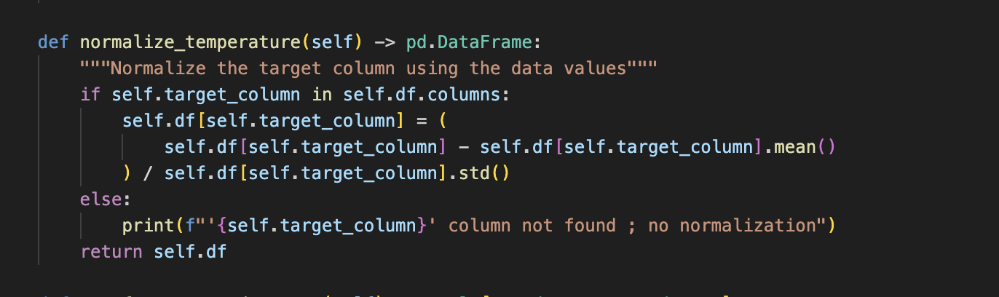 def normalize_temperature(self) -> pd.DataFrame:
    """Normalize the target column using the data values"""
    if self.target_column in self.df.columns:
        self.df[self.target_column] = (
            self.df[self.target_column] - self.df[self.target_column].mean()
        ) / self.df[self.target_column].std()
    else:
        print(f"'{self.target_column}' column not found ; no normalization")
    return self.df